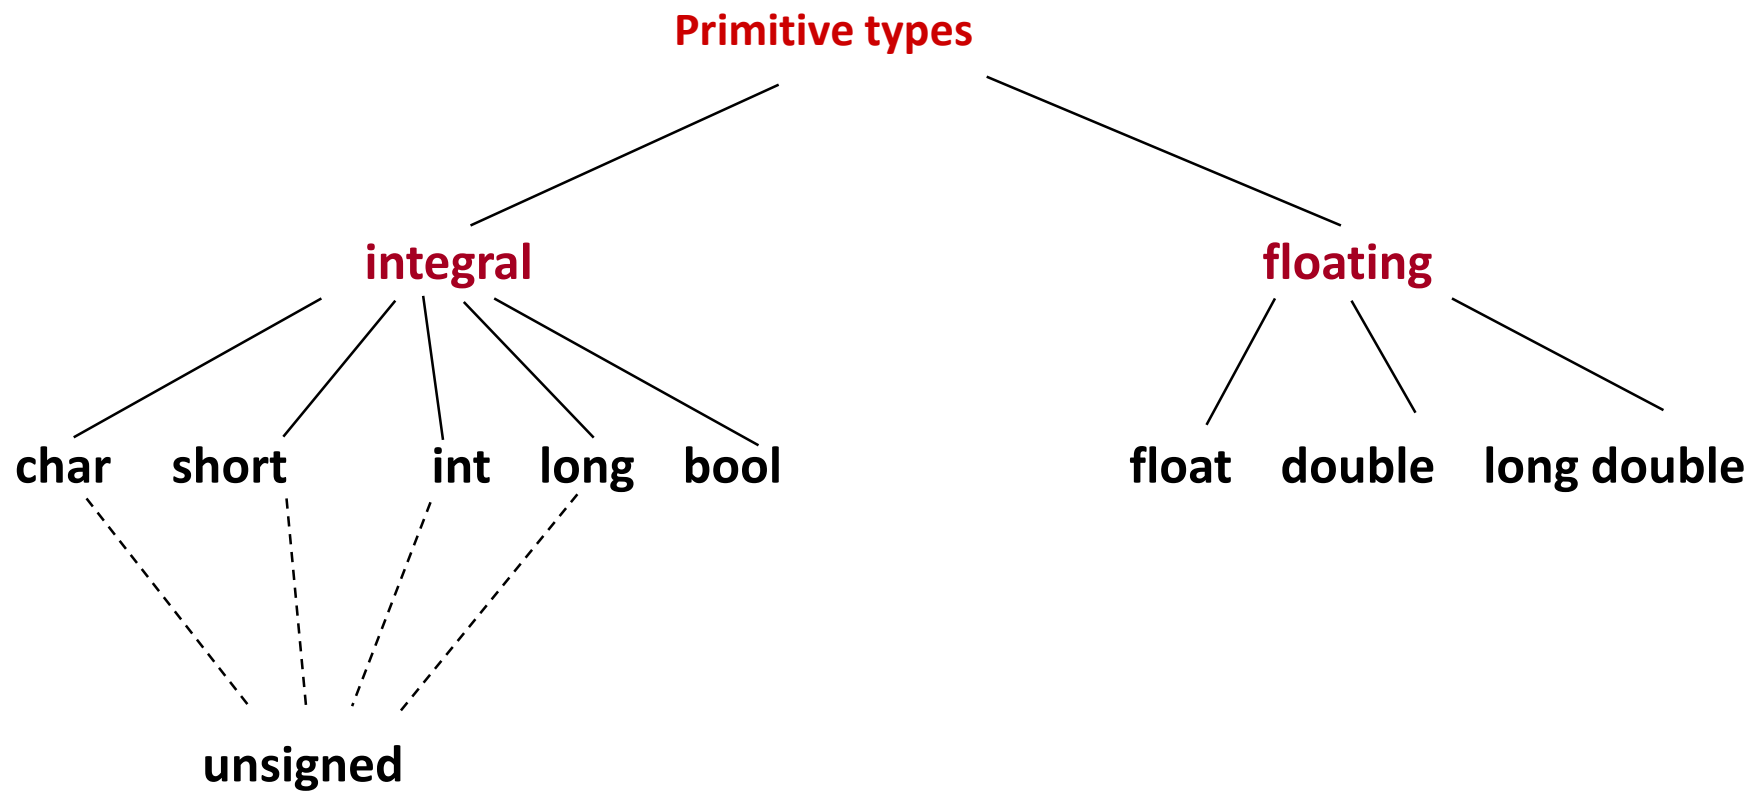 Primitive types
integral floating
char short int long bool float double long double
unsigned